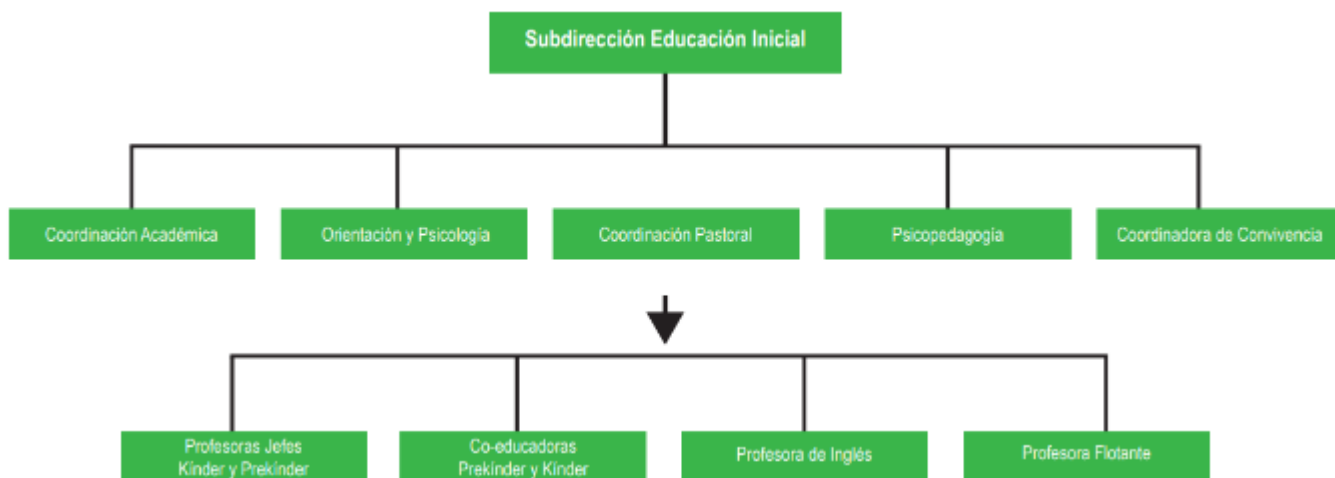 Subdirección Educación Inicial
Coordinación Académica
Orientación y Psicología
Coordinación Pastoral
Psicopedagogía
Coordinadora de Convivencia
Profesoras Jefes
Kínder y Prekínder
Co-educadoras
Prekínder y Kínder
Profesora de Inglés
Profesora Flotante